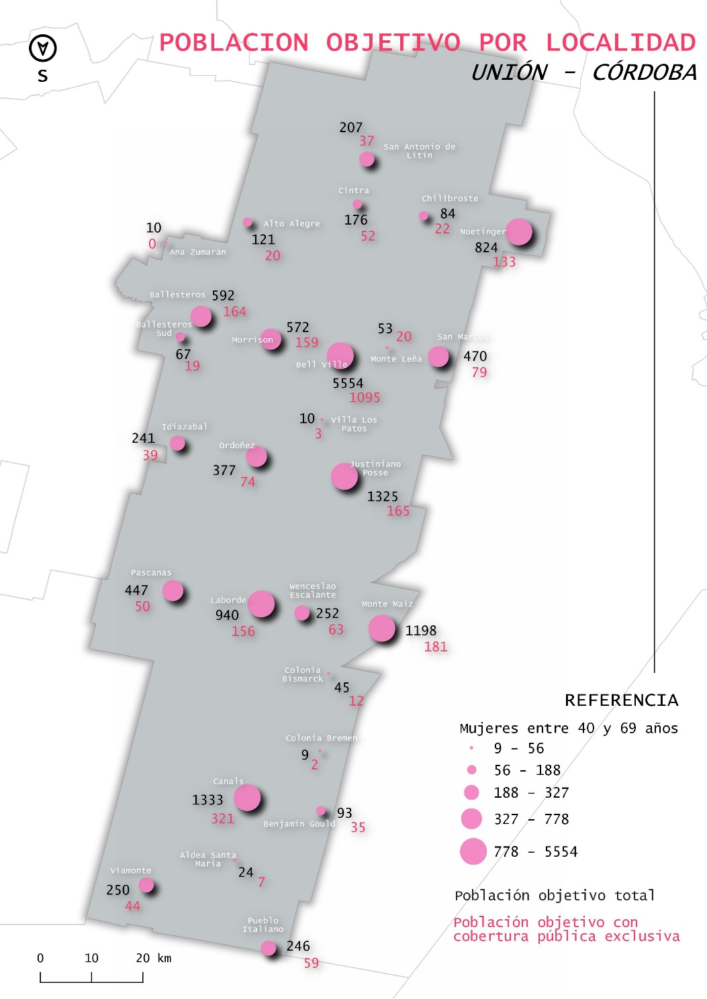 POBLACION OBJETIVO POR LOCALIDAD
UNIÓN - CÓRDOBA
S
207
37
San Antonio de
Litín
Cintra
176
52
Chilibroste
84
22
Noetinger
824
133
Alto Alegre
121
20
10
0
Ana Zumarán
Ballesteros
592
164
Ballesteros
Sud
67
19
Morrison
572
159
Bell Ville
5554
1095
53
20
Monte Leña
San Marcos
470
79
10
3
Villa Los
Patos
Idiazabal
241
39
Ordoñez
377
74
Justiniano
Posse
1325
165
Pascanas
447
50
Laborde
940
156
Wenceslao
Escalante
252
63
Monte Maíz
1198
181
Colonia
Bismarck
45
12
Colonia Bremen
9
2
Canals
1333
321
Benjamin Gould
93
35
Aldea Santa
María
24
7
Viamonte
250
44
Pueblo
Italiano
246
59
REFERENCIA
Mujeres entre 40 y 69 años
9 - 56
56 - 188
188 - 327
327 - 778
778 - 5554
Población objetivo total
Población objetivo con
cobertura pública exclusiva
0 10 20 km